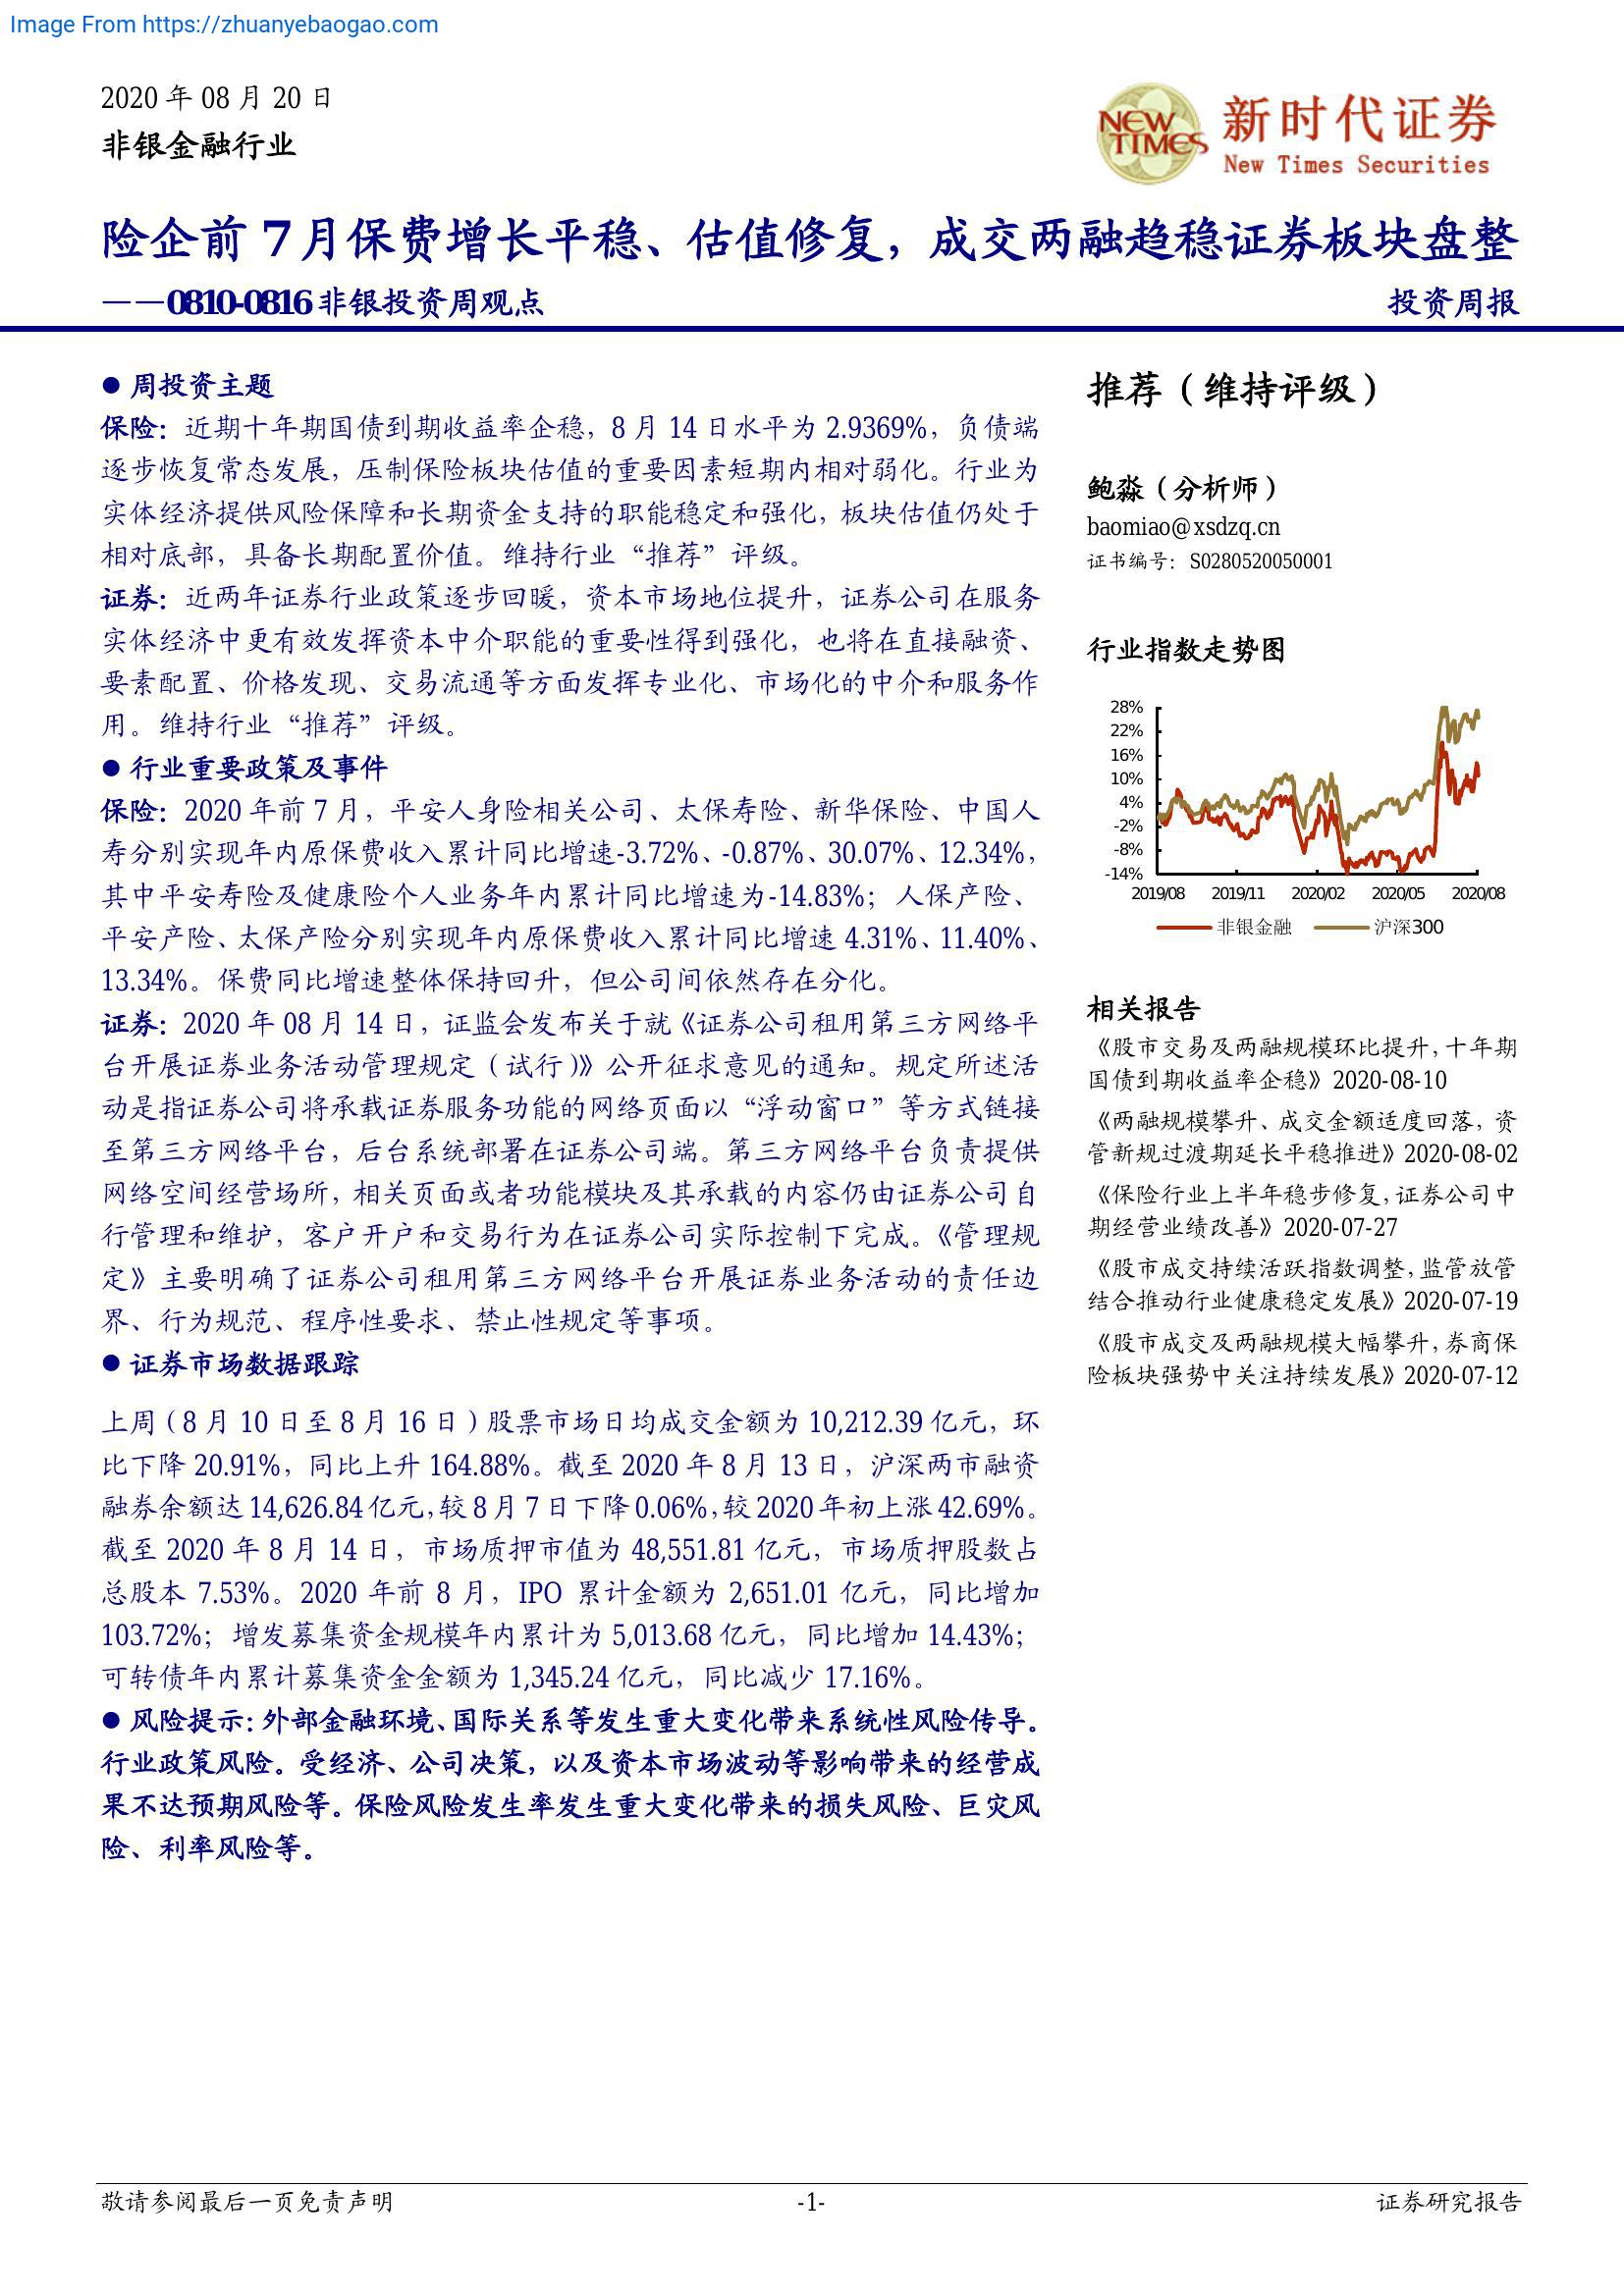 Image From https://zhuanyebaogao.com
2020 年 08 月 20 日
非银金融行业
NEW TIMES
新时代证券
New Times Securities
险企前 7 月保费增长平稳、估值修复，成交两融趋稳证券板块盘整
——0810-0816 非银投资周观点
投资周报
● 周投资主题
保险：近期十年期国债到期收益率企稳，8 月 14 日水平为 2.9369%，负债端
逐步恢复常态发展，压制保险板块估值的重要因素短期内相对弱化。行业为
实体经济提供风险保障和长期资金支持的职能稳定和强化，板块估值仍处于
相对底部，具备长期配置价值。维持行业“推荐”评级。
证券：近两年证券行业政策逐步回暖，资本市场地位提升，证券公司在服务
实体经济中更有效发挥资本中介职能的重要性得到强化，也将在直接融资、
要素配置、价格发现、交易流通等方面发挥专业化、市场化的中介和服务作
用。维持行业“推荐”评级。
● 行业重要政策及事件
保险：2020 年前 7 月，平安人身险相关公司、太保寿险、新华保险、中国人
寿分别实现年内原保费收入累计同比增速-3.72%、-0.87%、30.07%、12.34%，
其中平安寿险及健康险个人业务年内累计同比增速为-14.83%；人保产险、
平安产险、太保产险分别实现年内原保费收入累计同比增速 4.31%、11.40%、
13.34%。保费同比增速整体保持回升，但公司间依然存在分化。
证券：2020 年 08 月 14 日，证监会发布关于就《证券公司租用第三方网络平
台开展证券业务活动管理规定（试行）》公开征求意见的通知。规定所述活
动是指证券公司将承载证券服务功能的网络页面以“浮动窗口”等方式链接
至第三方网络平台，后台系统部署在证券公司端。第三方网络平台负责提供
网络空间经营场所，相关页面或者功能模块及其承载的内容仍由证券公司自
行管理和维护，客户开户和交易行为在证券公司实际控制下完成。《管理规
定》主要明确了证券公司租用第三方网络平台开展证券业务活动的责任边
界、行为规范、程序性要求、禁止性规定等事项。
● 证券市场数据跟踪
上周（8 月 10 日至 8 月 16 日）股票市场日均成交金额为 10,212.39 亿元，环
比下降 20.91%，同比上升 164.88%。截至 2020 年 8 月 13 日，沪深两市融资
融券余额达 14,626.84 亿元，较 8 月 7 日下降 0.06%，较 2020 年初上涨 42.69%。
截至 2020 年 8 月 14 日，市场质押市值为 48,551.81 亿元，市场质押股数占
总股本 7.53%。2020 年前 8 月，IPO 累计金额为 2,651.01 亿元，同比增加
103.72%；增发募集资金规模年内累计为 5,013.68 亿元，同比增加 14.43%；
可转债年内累计募集资金金额为 1,345.24 亿元，同比减少 17.16%。
● 风险提示：外部金融环境、国际关系等发生重大变化带来系统性风险传导。
行业政策风险。受经济、公司决策，以及资本市场波动等影响带来的经营成
果不达预期风险等。保险风险发生率发生重大变化带来的损失风险、巨灾风
险、利率风险等。
推荐（维持评级）
鲍淼（分析师）
baomiao@xsdzq.cn
证书编号：S0280520050001
行业指数走势图
28%
22%
16%
10%
4%
-2%
-8%
-14%
2019/08 2019/11 2020/02 2020/05 2020/08
非银金融 沪深300
相关报告
《股市交易及两融规模环比提升，十年期
国债到期收益率企稳》2020-08-10
《两融规模攀升、成交金额适度回落，资
管新规过渡期延长平稳推进》2020-08-02
《保险行业上半年稳步修复，证券公司中
期经营业绩改善》2020-07-27
《股市成交持续活跃指数调整，监管放管
结合推动行业健康稳定发展》2020-07-19
《股市成交及两融规模大幅攀升，券商保
险板块强势中关注持续发展》2020-07-12
敬请参阅最后一页免责声明
-1-
证券研究报告